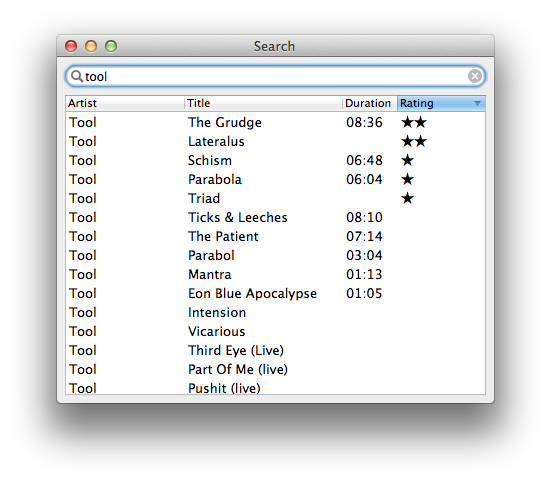 Search
tool
Artist Title Duration Rating
Tool The Grudge 08:36 ★★
Tool Lateralus ★★
Tool Schism 06:48 ★
Tool Parabola 06:04 ★
Tool Triad ★
Tool Ticks & Leeches 08:10
Tool The Patient 07:14
Tool Parabol 03:04
Tool Mantra 01:13
Tool Eon Blue Apocalypse 01:05
Tool Intension
Tool Vicarious
Tool Third Eye (Live)
Tool Part Of Me (live)
Tool Pushit (live)